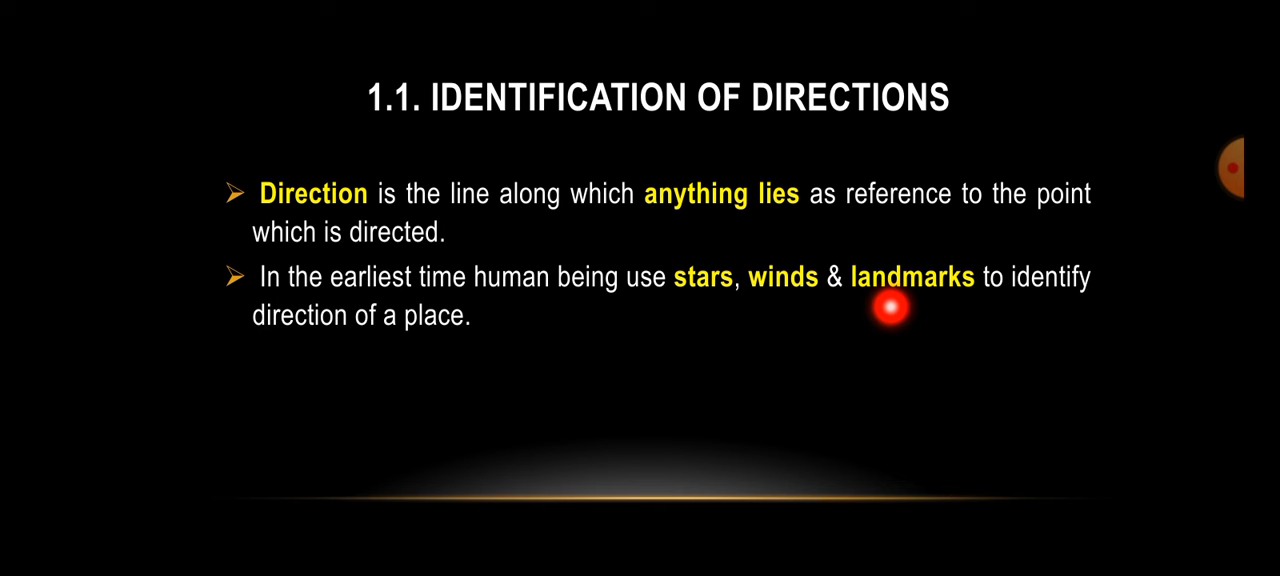 1.1. IDENTIFICATION OF DIRECTIONS
➢ Direction is the line along which anything lies as reference to the point
which is directed.
➢ In the earliest time human being use stars, winds & landmarks to identify
direction of a place.